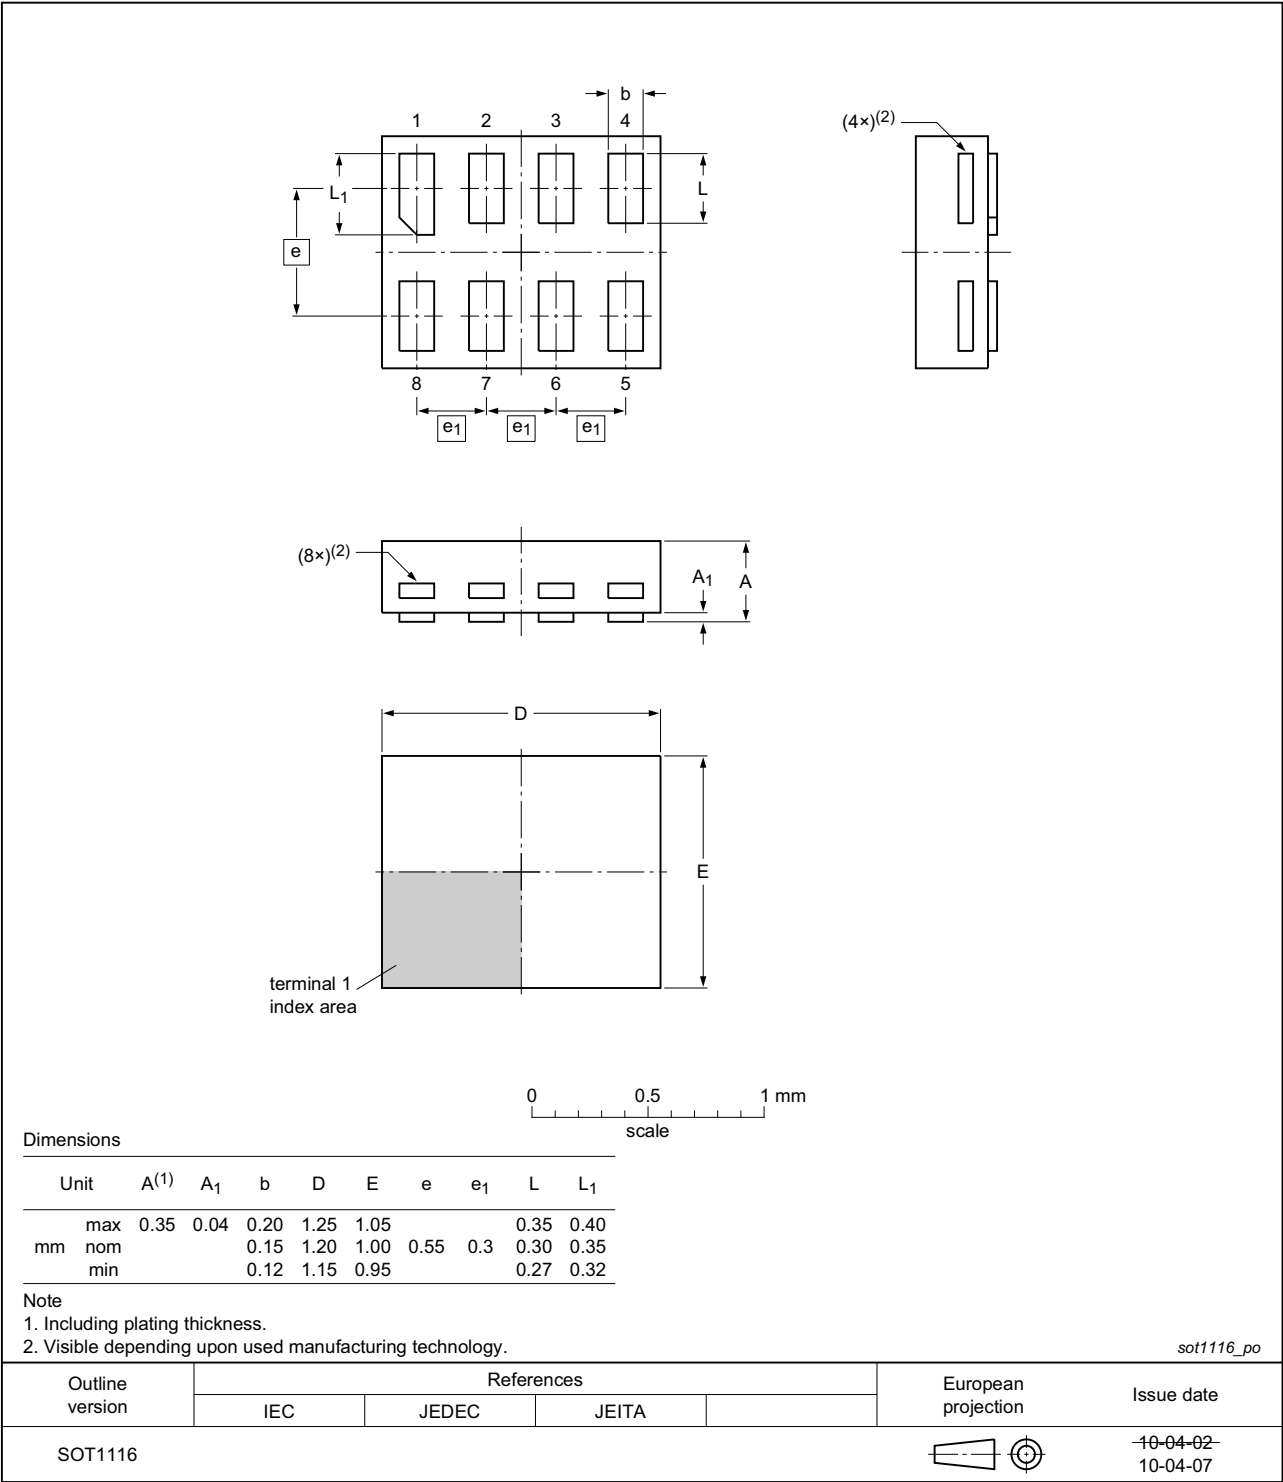 b
1 2 3 4
(4×)(2)
L1
L
e
8 7 6 5
e1 e1 e1
(8×)(2)
A1
A
D
E
terminal 1
index area
0 0.5 1 mm
scale
Dimensions
Unit A(1) A1 b D E e e1 L L1
max 0.35 0.04 0.20 1.25 1.05 0.35 0.40
mm nom 0.15 1.20 1.00 0.55 0.3 0.30 0.35
min 0.12 1.15 0.95 0.27 0.32
Note
1. Including plating thickness.
2. Visible depending upon used manufacturing technology.
sot1116_po
Outline
version
References
IEC JEDEC JEITA
European
projection
Issue date
SOT1116
10-04-02
10-04-07